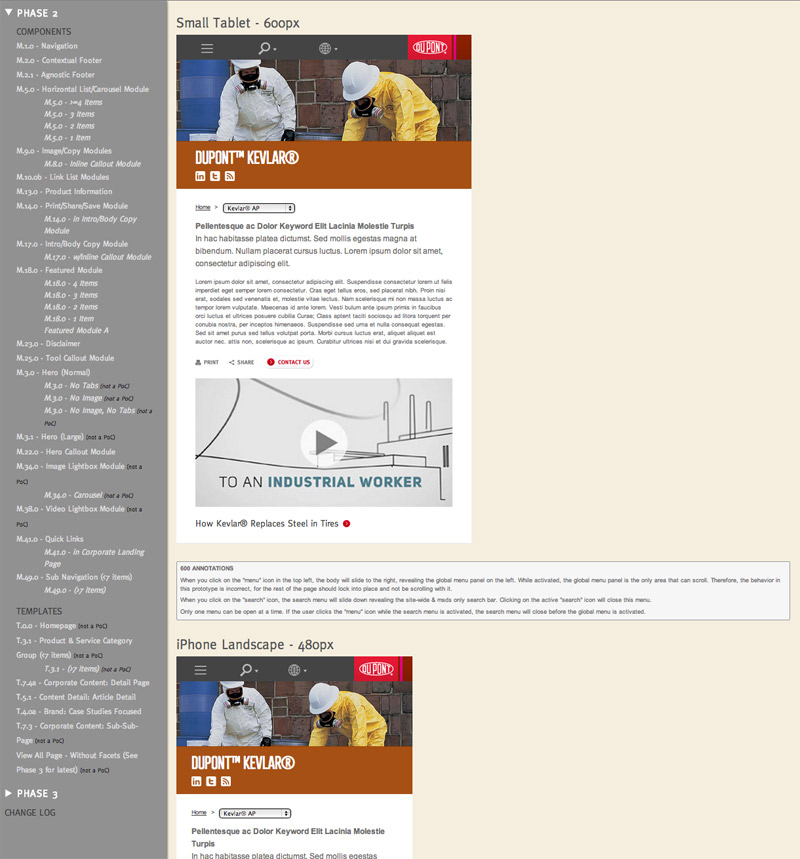 PHASE 2
COMPONENTS
M.1.0 - Navigation
M.2.0 - Contextual Footer
M.2.1 - Agnostic Footer
M.5.0 - Horizontal List/Carousel Module
M.5.0 - >=4 Items
M.5.0 - 3 Items
M.5.0 - 2 Items
M.5.0 - 1 Item
M.9.0 - Image/Copy Modules
M.8.0 - Inline Callout Module
M.10.0b - Link List Modules
M.13.0 - Product Information
M.14.0 - Print/Share/Save Module
M.14.0 - in Intro/Body Copy
Module
M.17.0 - Intro/Body Copy Module
M.17.0 - w/Inline Callout Module
M.18.0 - Featured Module
M.18.0 - 4 Items
M.18.0 - 3 Items
M.18.0 - 2 Items
M.18.0 - 1 Item
Featured Module A
M.23.0 - Disclaimer
M.25.0 - Tool Callout Module
M.3.0 - Hero (Normal)
M.3.0 - No Tabs (not a PoC)
M.3.0 - No Image (not a PoC)
M.3.0 - No Image, No Tabs (not a
PoC)
M.3.1 - Hero (Large) (not a PoC)
M.22.0 - Hero Callout Module
M.34.0 - Image Lightbox Module (not a
PoC)
M.34.0 - Carousel (not a PoC)
M.38.0 - Video Lightbox Module (not a
PoC)
M.41.0 - Quick Links
M.41.0 - in Corporate Landing
Page
M.49.0 - Sub Navigation (17 items)
M.49.0 - (17 items)
TEMPLATES
T.0.0 - Homepage (not a PoC)
T.3.1 - Product & Service Category
Group (<17 items) (not a PoC)
T.3.1 - (17 items) (not a PoC)
T.7.4a - Corporate Content: Detail Page
T.5.1 - Content Detail: Article Detail
T.4.0a - Brand: Case Studies Focused
T.7.3 - Corporate Content: Sub-Sub-
Page (not a PoC)
View All Page - Without Facets (See
Phase 3 for latest) (not a PoC)
PHASE 3
CHANGE LOG
Small Tablet - 600px
DUPONT
DUPONT™ KEVLAR®
Home > Kevlar® AP
Pellentesque ac Dolor Keyword Elit Lacinia Molestie Turpis
In hac habitasse platea dictumst. Sed mollis egestas magna at
bibendum. Nullam placerat cursus luctus. Lorem ipsum dolor sit amet,
consectetur adipiscing elit.
Lorem ipsum dolor sit amet, consectetur adipiscing elit. Suspendisse consectetur lorem ut felis
imperdiet eget semper lorem consectetur. Cras eget tellus eros, sed placerat nibh. Proin nisi
erat, sodales sed venenatis et, molestie vitae lectus. Nam scelerisque mi non massa luctus ac
tempor lorem vulputate. Maecenas id ante lorem. Vesti bulum ante ipsum primis in faucibus
orci luctus et ultrices posuere cubilia Curae; Class aptent taciti sociosqu ad litora torquent per
conubia nostra, per inceptos himenaeos. Suspendisse sed urna et nulla consequat egestas.
Sed sit amet purus sed tellus volutpat porta. Morbi cursus luctus erat, aliquet aliquet est
auctor nec. attis non, scelerisque ac ipsum. Curabitur ultrices nisi et dui gravida scelerisque.
PRINT SHARE CONTACT US
TO AN INDUSTRIAL WORKER
How Kevlar® Replaces Steel in Tires
600 ANNOTATIONS
When you click on the "menu" icon in the top left, the body will slide to the right, revealing the global menu panel on the left. While activated, the global menu panel is the only area that can scroll. Therefore, the behavior in
this prototype is incorrect, for the rest of the page should lock into place and not be scrolling with it.
When you click on the "search" icon, the search menu will slide down revealing the site-wide & msds only search bar. Clicking on the active "search" icon will close this menu.
Only one menu can be open at a time. If the user clicks the "menu" icon while the search menu is activated, the search menu will close before the global menu is activated.
iPhone Landscape - 480px
DUPONT
DUPONT™ KEVLAR®
Home > Kevlar® AP
Pellentesque ac Dolor Keyword Elit Lacinia Molestie
Turpis
In hac habitasse platea dictumst. Sed mollis egestas